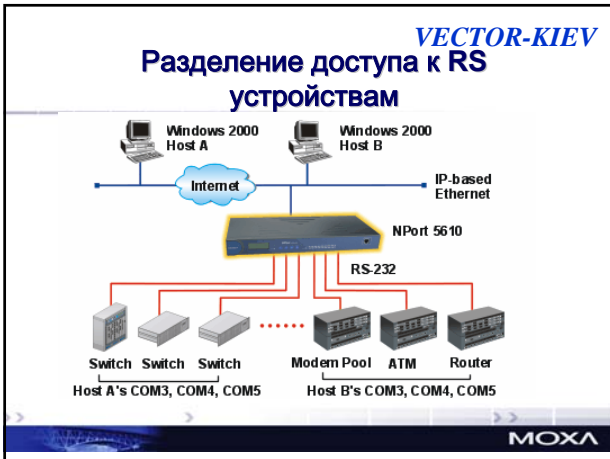 VECTOR-KIEV
Разделение доступа к RS
устройствам
Windows 2000
Host A
Windows 2000
Host B
Internet
IP-based
Ethernet
NPort 5610
RS-232
Switch Switch Switch
Modem Pool ATM Router
Host A's COM3, COM4, COM5
Host B's COM3, COM4, COM5
MOXA